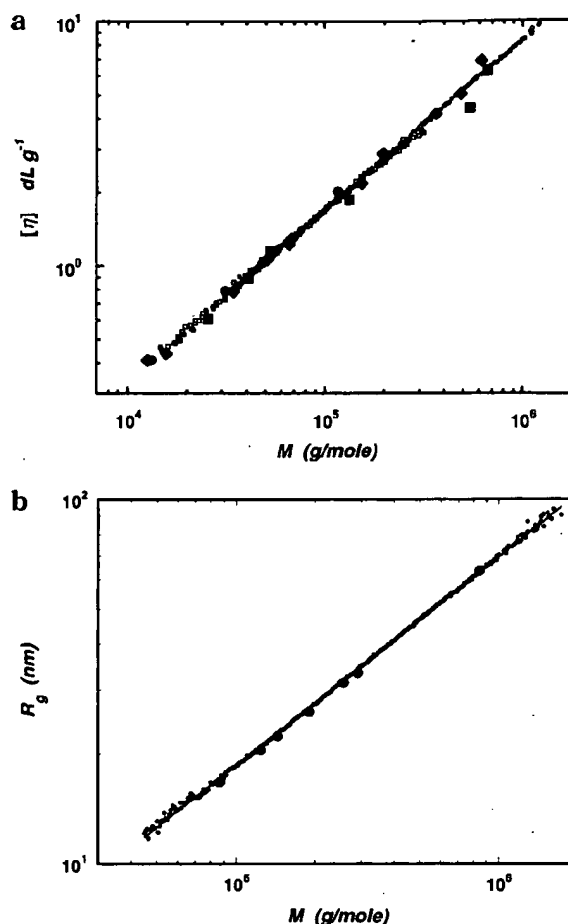 a
10¹
[η] dL g⁻¹
10⁰
10⁴ 10⁵ 10⁶
M (g/mole)
b
10²
R_g (nm)
10¹
10⁵ 10⁶
M (g/mole)